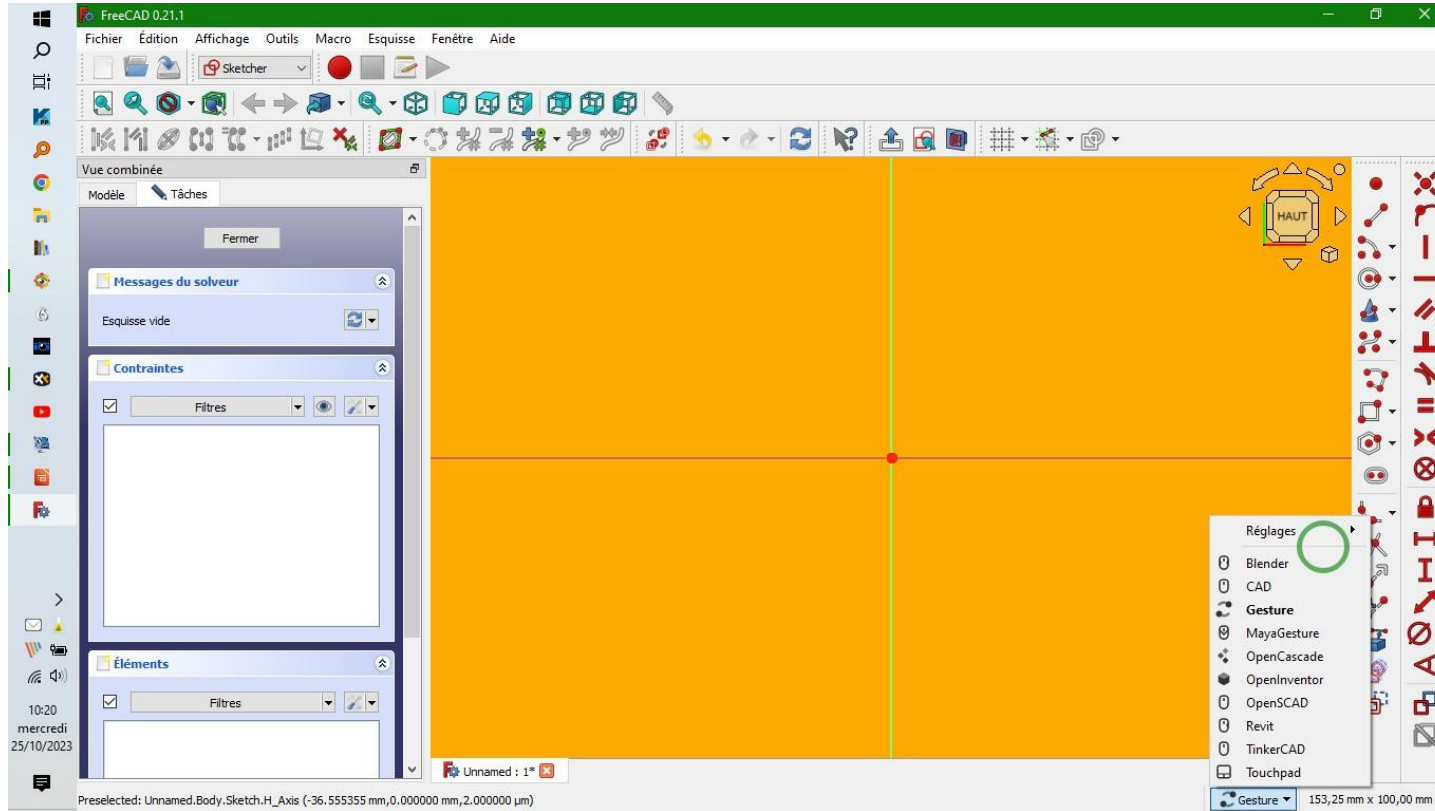 FreeCAD 0.21.1
Fichier Édition Affichage Outils Macro Esquisse Fenêtre Aide
Sketcher
Vue combinée
Modèle Tâches
Fermer
Messages du solveur
Esquisse vide
Contraintes
Filtres
Éléments
Filtres
HAUT
Réglages
Blender
CAD
Gesture
MayaGesture
OpenCascade
OpenInventor
OpenSCAD
Revit
TinkerCAD
Touchpad
Unnamed : 1*
Preselected: Unnamed.Body.Sketch.H_Axis (-36.555355 mm,0.000000 mm,2.000000 µm)
Gesture
153,25 mm x 100,00 mm
10:20
mercredi
25/10/2023